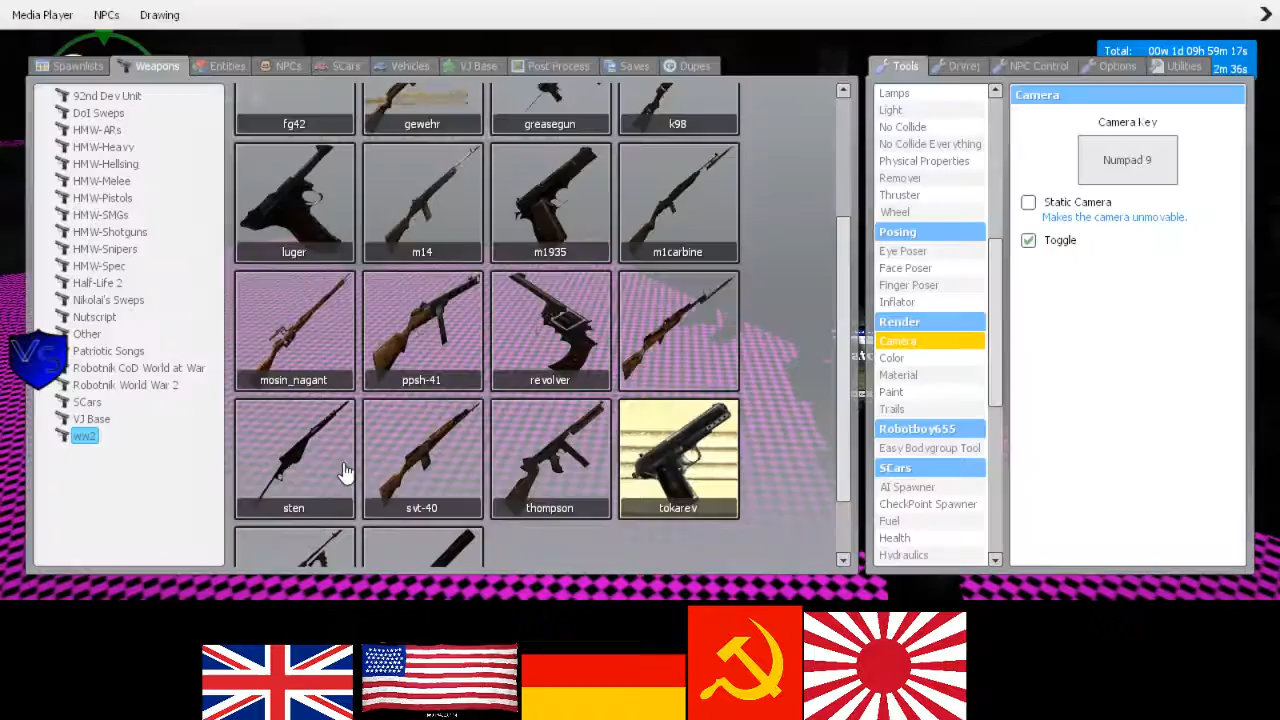 Media Player NPCs Drawing
Total: 00w 1d 09h 59m 17s
2m 36s
Spawnlists Weapons Entities NPCs SCars Vehicles VJ Base Post Process Saves Dupes
Tools NPC Control Options Utilities
92nd Dev Unit
DoI Sweps
HMW-ARs
HMW-Heavy
HMW-Hellsing
HMW-Melee
HMW-Pistols
HMW-SMGs
HMW-Shotguns
HMW-Snipers
HMW-Spec
Half-Life 2
Nikolai's Sweps
Nutscript
Other
Patriotic Songs
Robotnik CoD World at War
Robotnik World War 2
SCars
VJ Base
ww2
VS
fg42 gewehr greasegun k98
luger m14 m1935 m1carbine
mosin_nagant ppsh-41 revolver
sten svt-40 thompson tokarev
Lamps
Light
No Collide
No Collide Everything
Physical Properties
Remover
Thruster
Wheel
Posing
Eye Poser
Face Poser
Finger Poser
Inflator
Render
Camera
Color
Material
Paint
Trails
Robotboy655
Easy Bodygroup Tool
SCars
AI Spawner
CheckPoint Spawner
Fuel
Health
Hydraulics
Camera
Camera Key
Numpad 9
Static Camera
Makes the camera unmovable.
Toggle